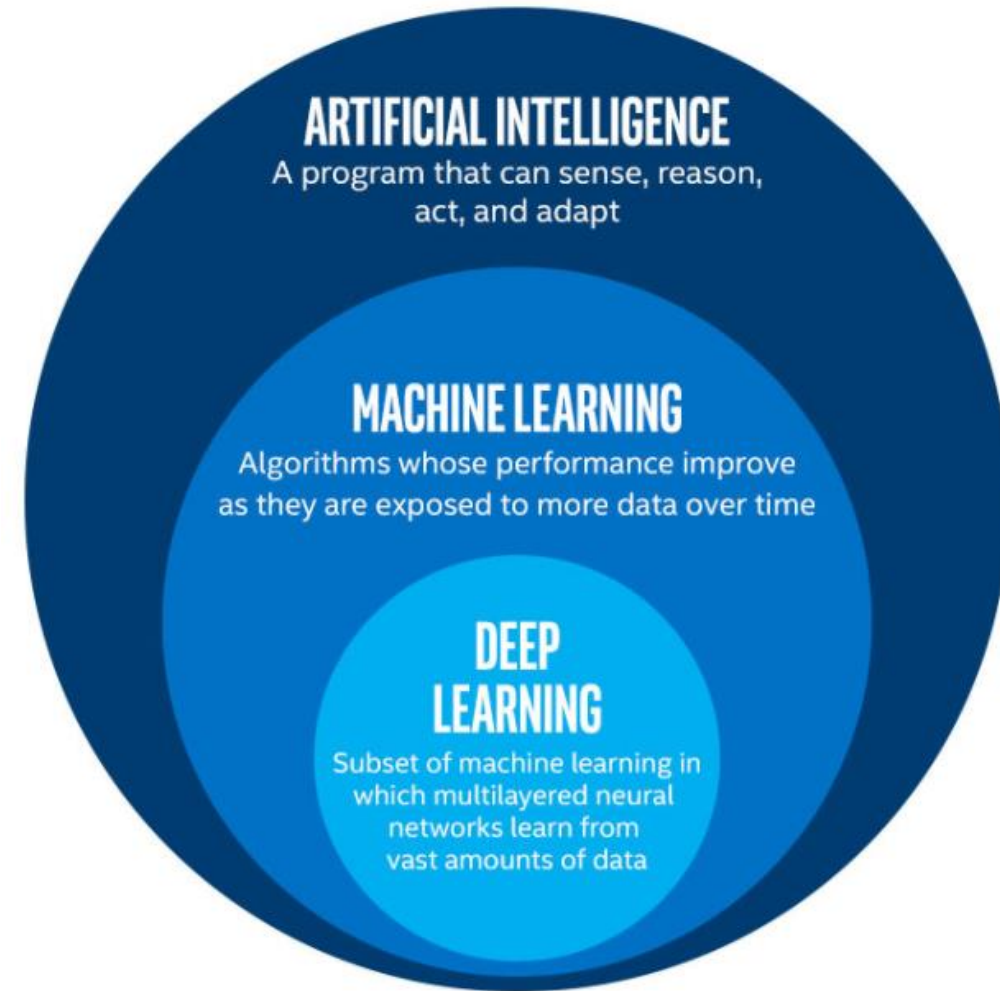 ARTIFICIAL INTELLIGENCE
A program that can sense, reason,
act, and adapt
MACHINE LEARNING
Algorithms whose performance improve
as they are exposed to more data over time
DEEP
LEARNING
Subset of machine learning in
which multilayered neural
networks learn from
vast amounts of data